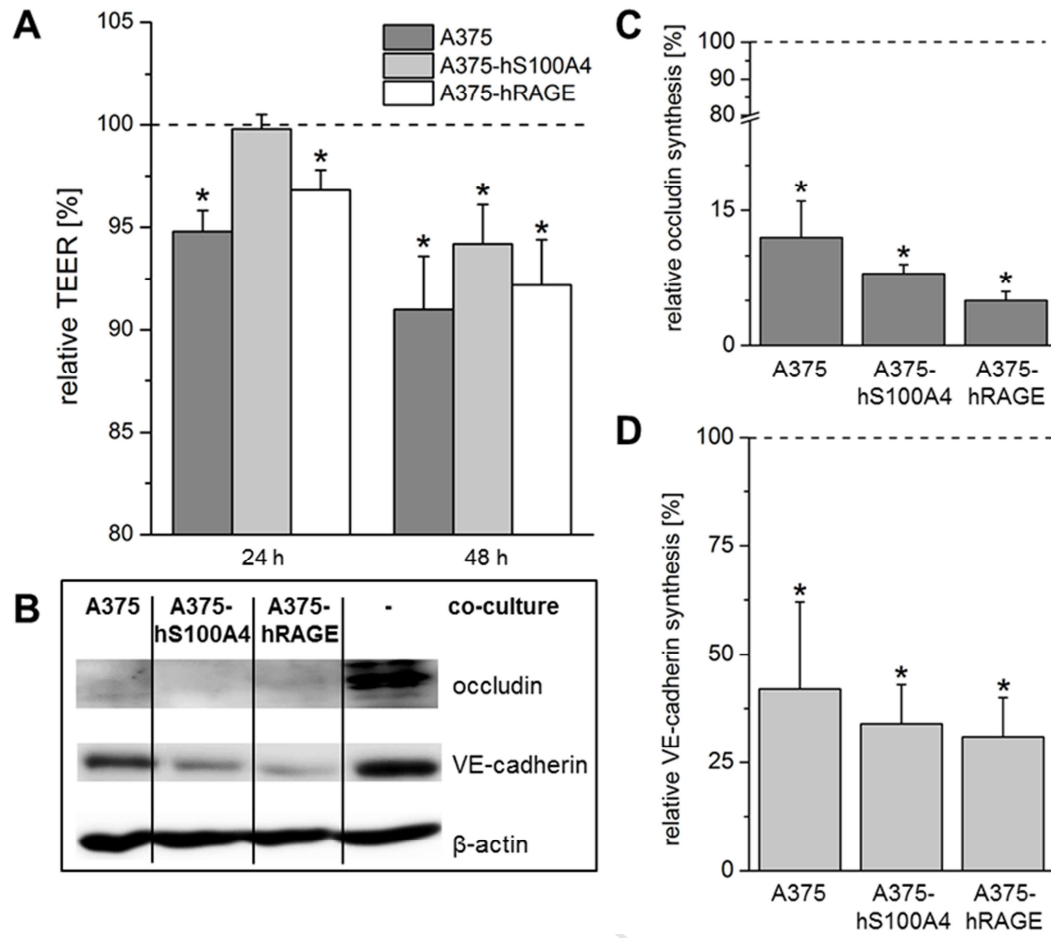 A
105
100
95
90
85
80
relative TEER [%]
A375
A375-hS100A4
A375-hRAGE
*
*
*
*
*
24 h
48 h
B
A375
A375-
hS100A4
A375-
hRAGE
-
co-culture
occludin
VE-cadherin
β-actin
C
relative occludin synthesis [%]
100
90
80
15
0
*
*
*
A375
A375-
hS100A4
A375-
hRAGE
D
relative VE-cadherin synthesis [%]
100
75
50
25
0
*
*
*
A375
A375-
hS100A4
A375-
hRAGE